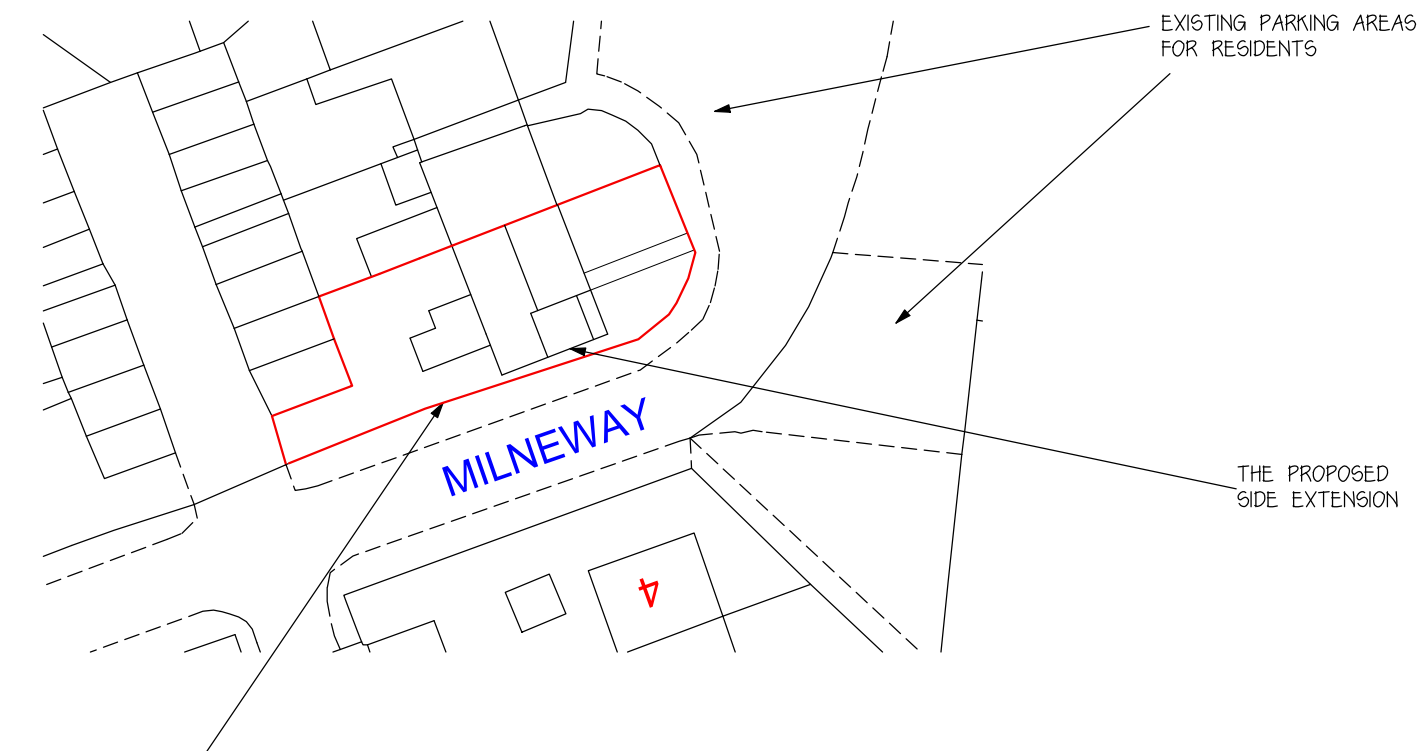 EXISTING PARKING AREAS
FOR RESIDENTS
MILNEWAY
THE PROPOSED
SIDE EXTENSION
4